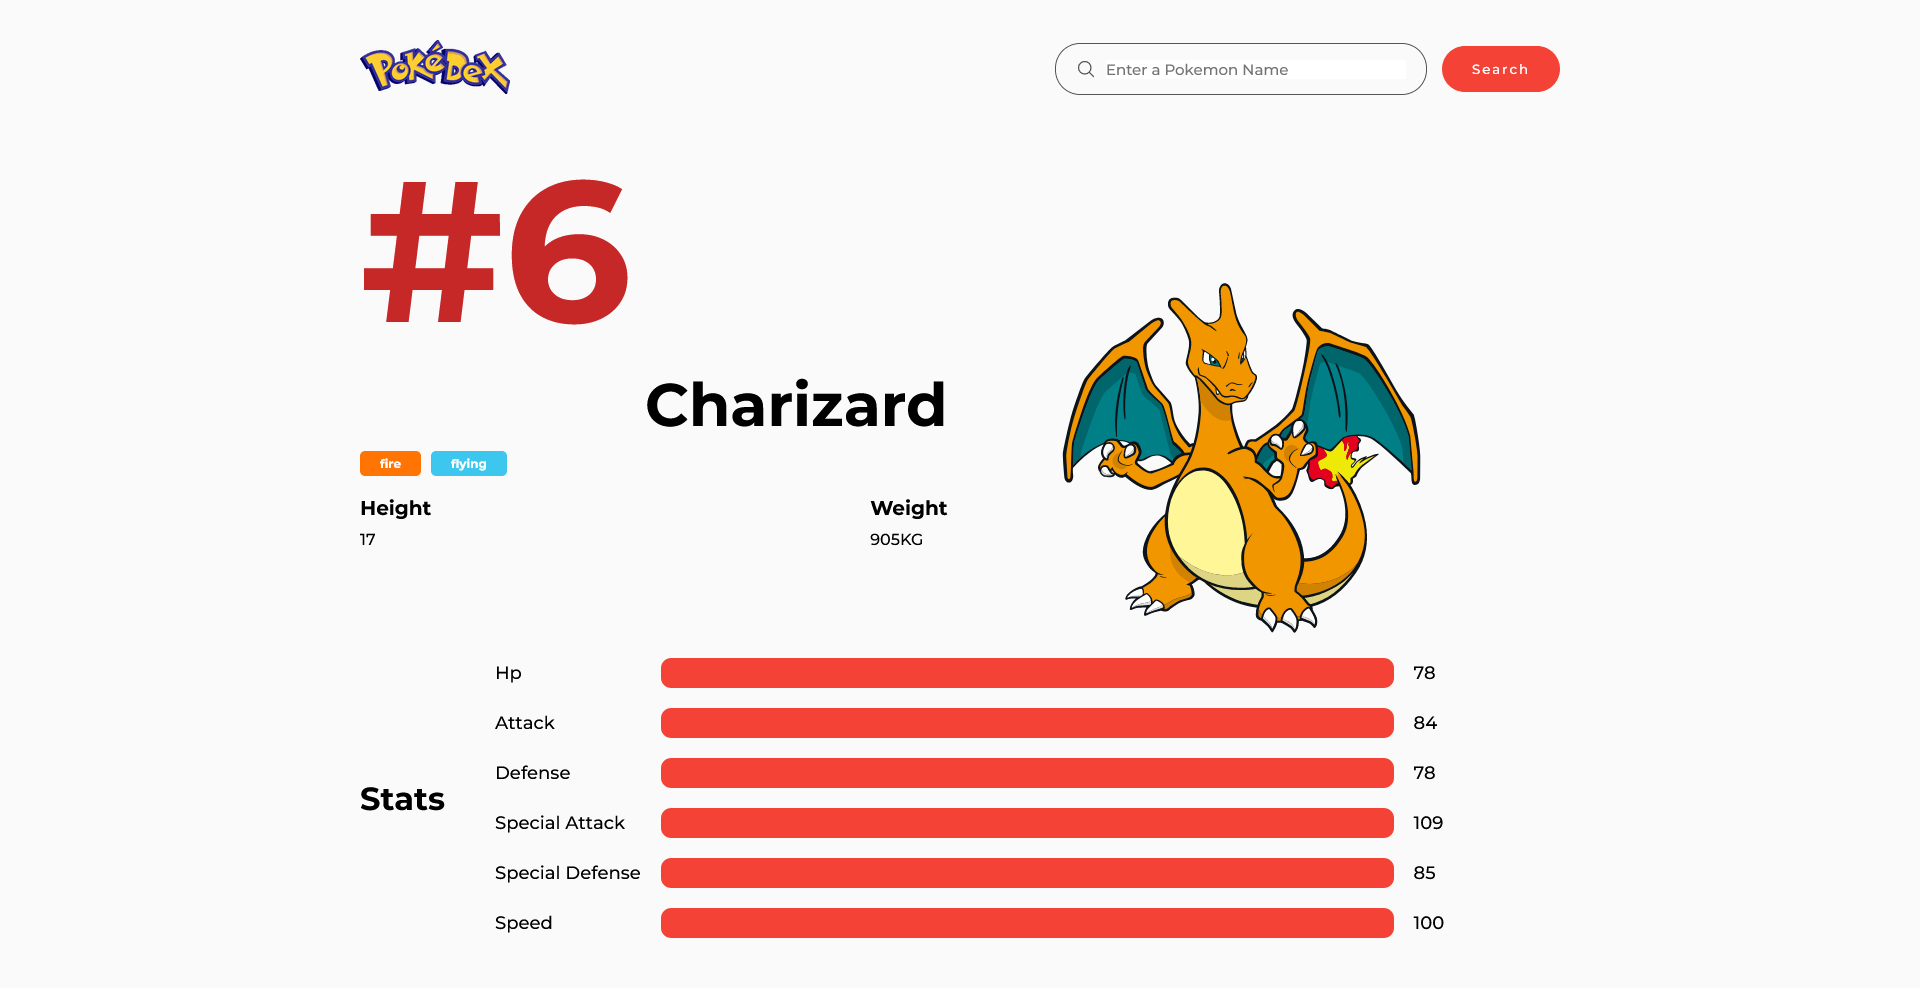 POKéDEX
Enter a Pokemon Name
Search
#6
Charizard
fire flying
Height Weight
17 905KG
Stats
Hp 78
Attack 84
Defense 78
Special Attack 109
Special Defense 85
Speed 100